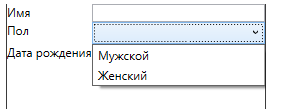 Имя
Пол
Дата рождения
Мужской
Женский